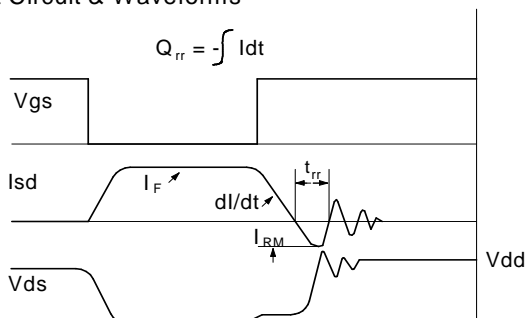 Circuit & Waveforms
Q rr = -∫ Idt
Vgs
t rr
Isd
I F
dI/dt
I RM
Vdd
Vds